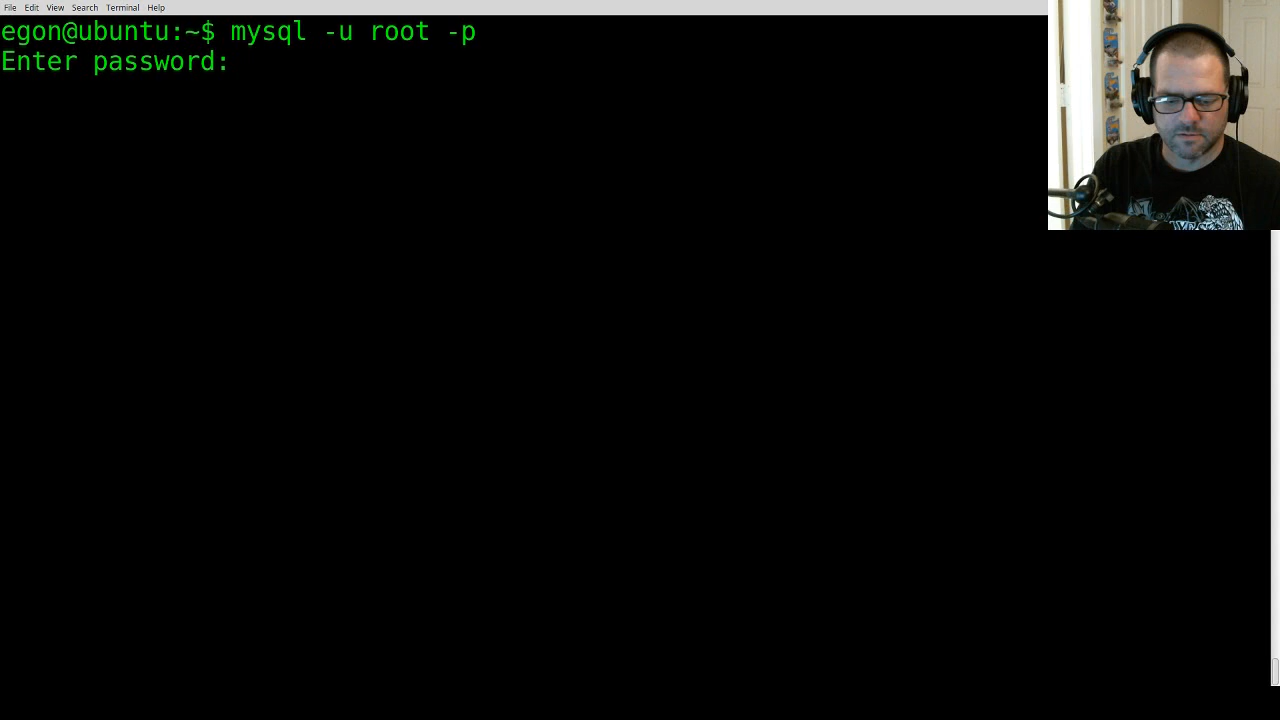 File Edit View Search Terminal Help
egon@ubuntu:~$ mysql -u root -p
Enter password: